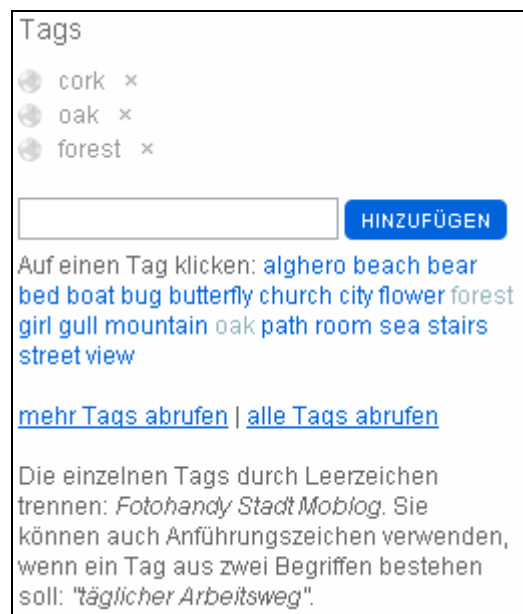 Tags
cork ×
oak ×
forest ×
HINZUFÜGEN
Auf einen Tag klicken: alghero beach bear
bed boat bug butterfly church city flower forest
girl gull mountain oak path room sea stairs
street view
mehr Tags abrufen | alle Tags abrufen
Die einzelnen Tags durch Leerzeichen
trennen: Fotohandy Stadt Moblog. Sie
können auch Anführungszeichen verwenden,
wenn ein Tag aus zwei Begriffen bestehen
soll: "täglicher Arbeitsweg".